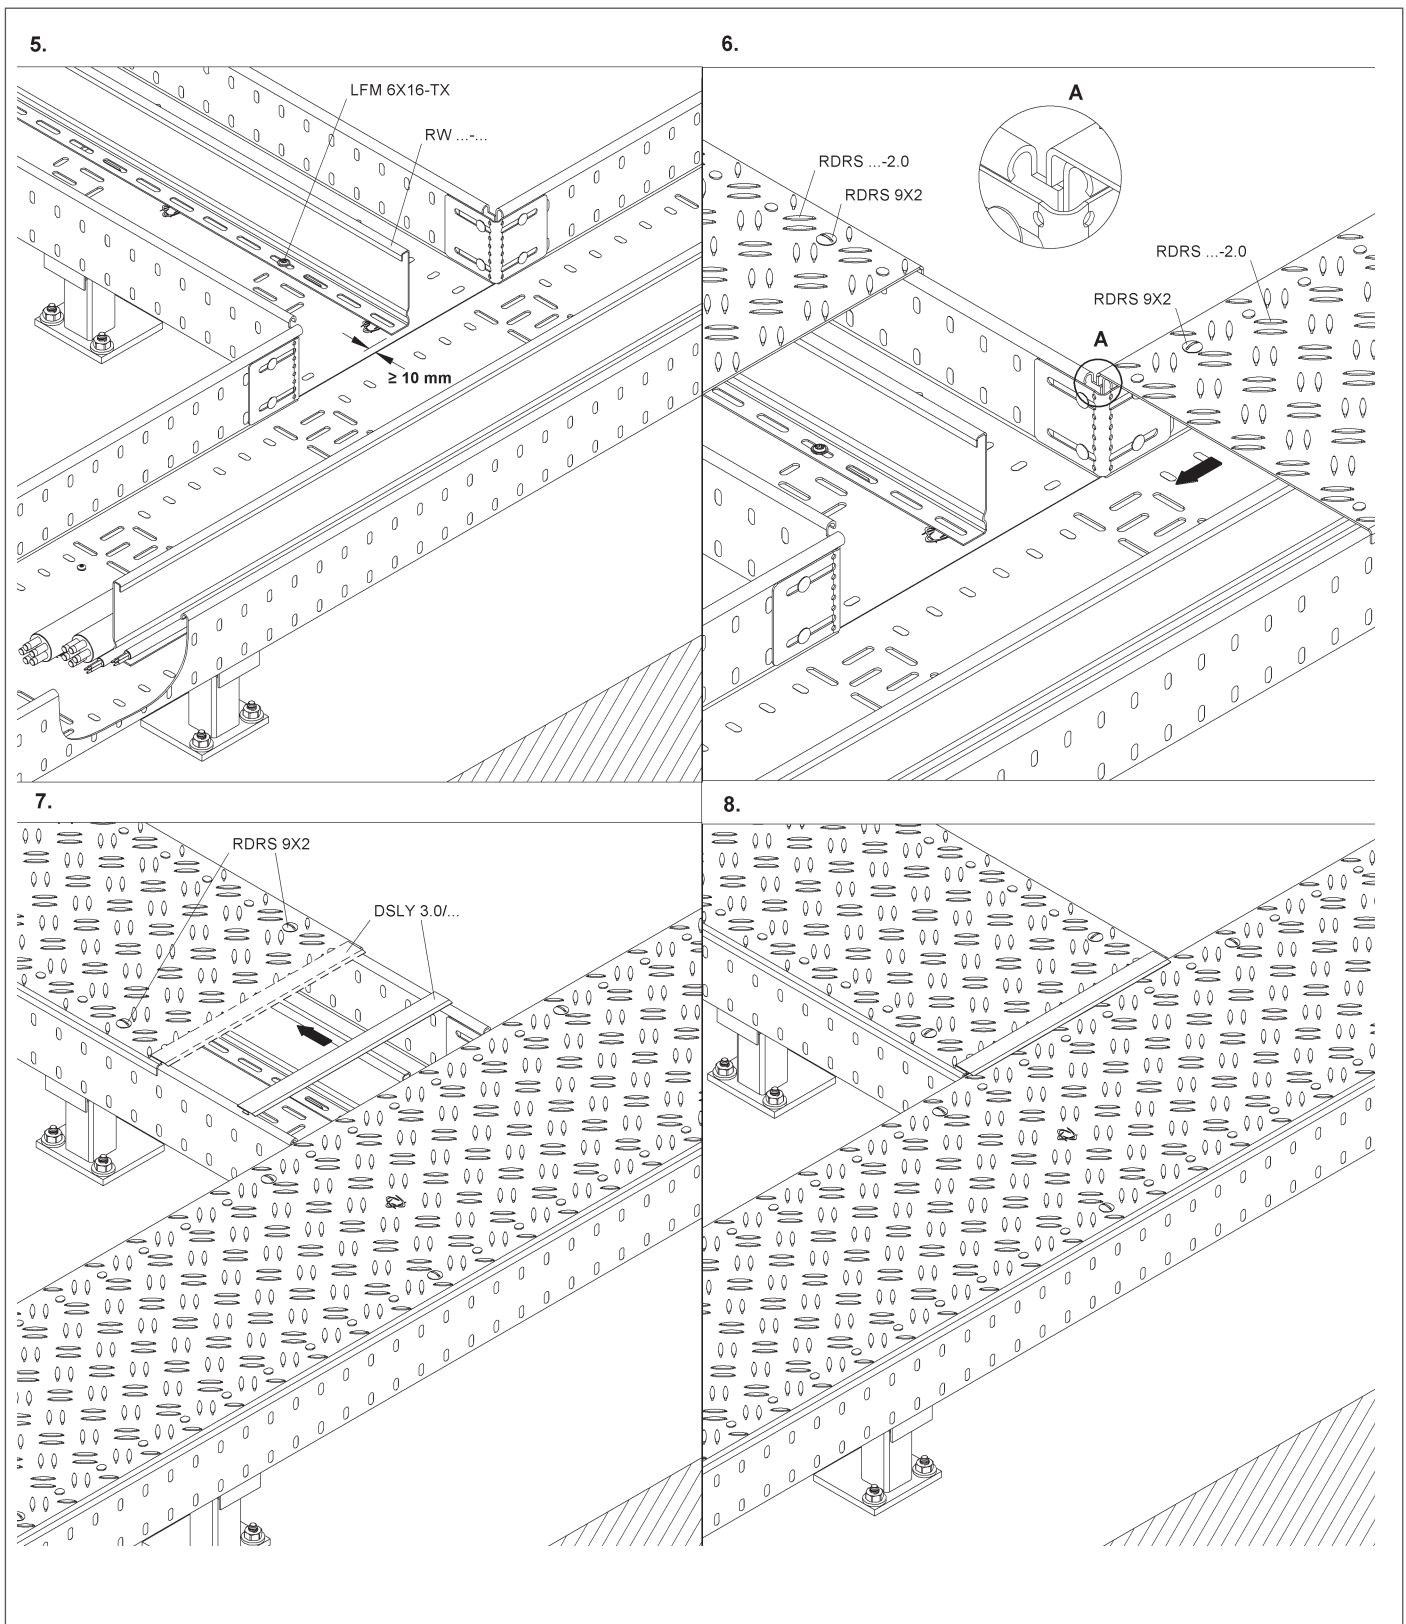 5.
LFM 6X16-TX
RW ...-...
≥ 10 mm
6.
A
RDRS ...-2.0
RDRS 9X2
RDRS ...-2.0
RDRS 9X2
A
7.
RDRS 9X2
DSLY 3.0/...
8.